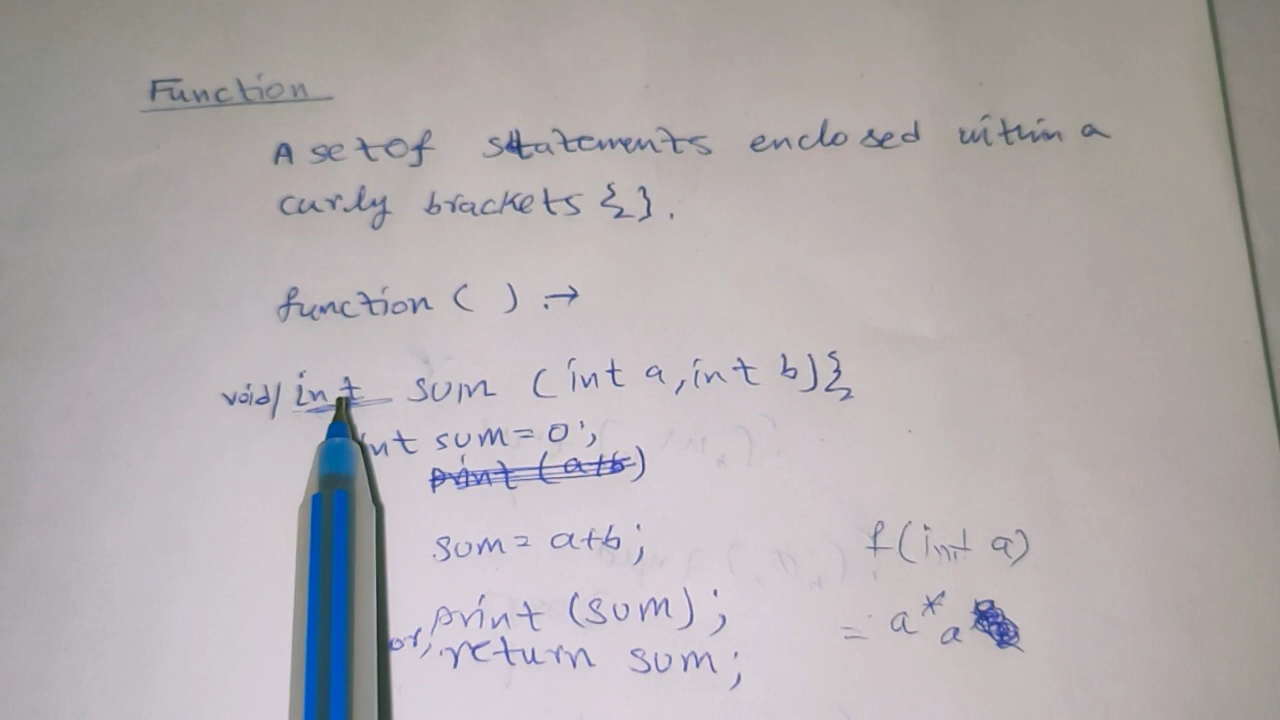 Function
A set of statements enclosed within a
curly brackets {}.
function ( ) :→
void/ int sum (int a, int b) {
int sum = 0;
print (a+b)
sum = a+b;
print (sum);
or, return sum;
f(int a)
= a*a